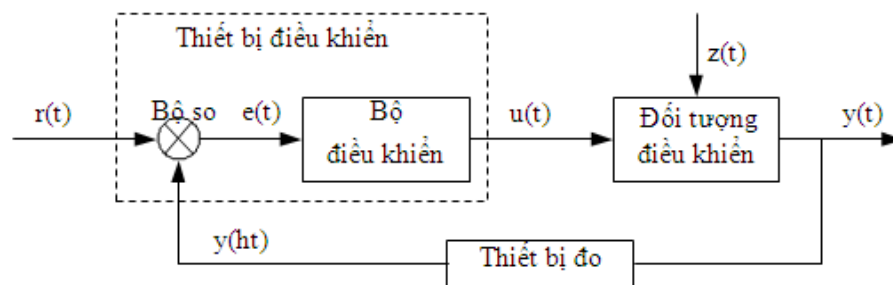 Thiết bị điều khiển
z(t)
r(t)
Bộ so
e(t)
Bộ
điều khiển
u(t)
Đối tượng
điều khiển
y(t)
y(ht)
Thiết bị đo